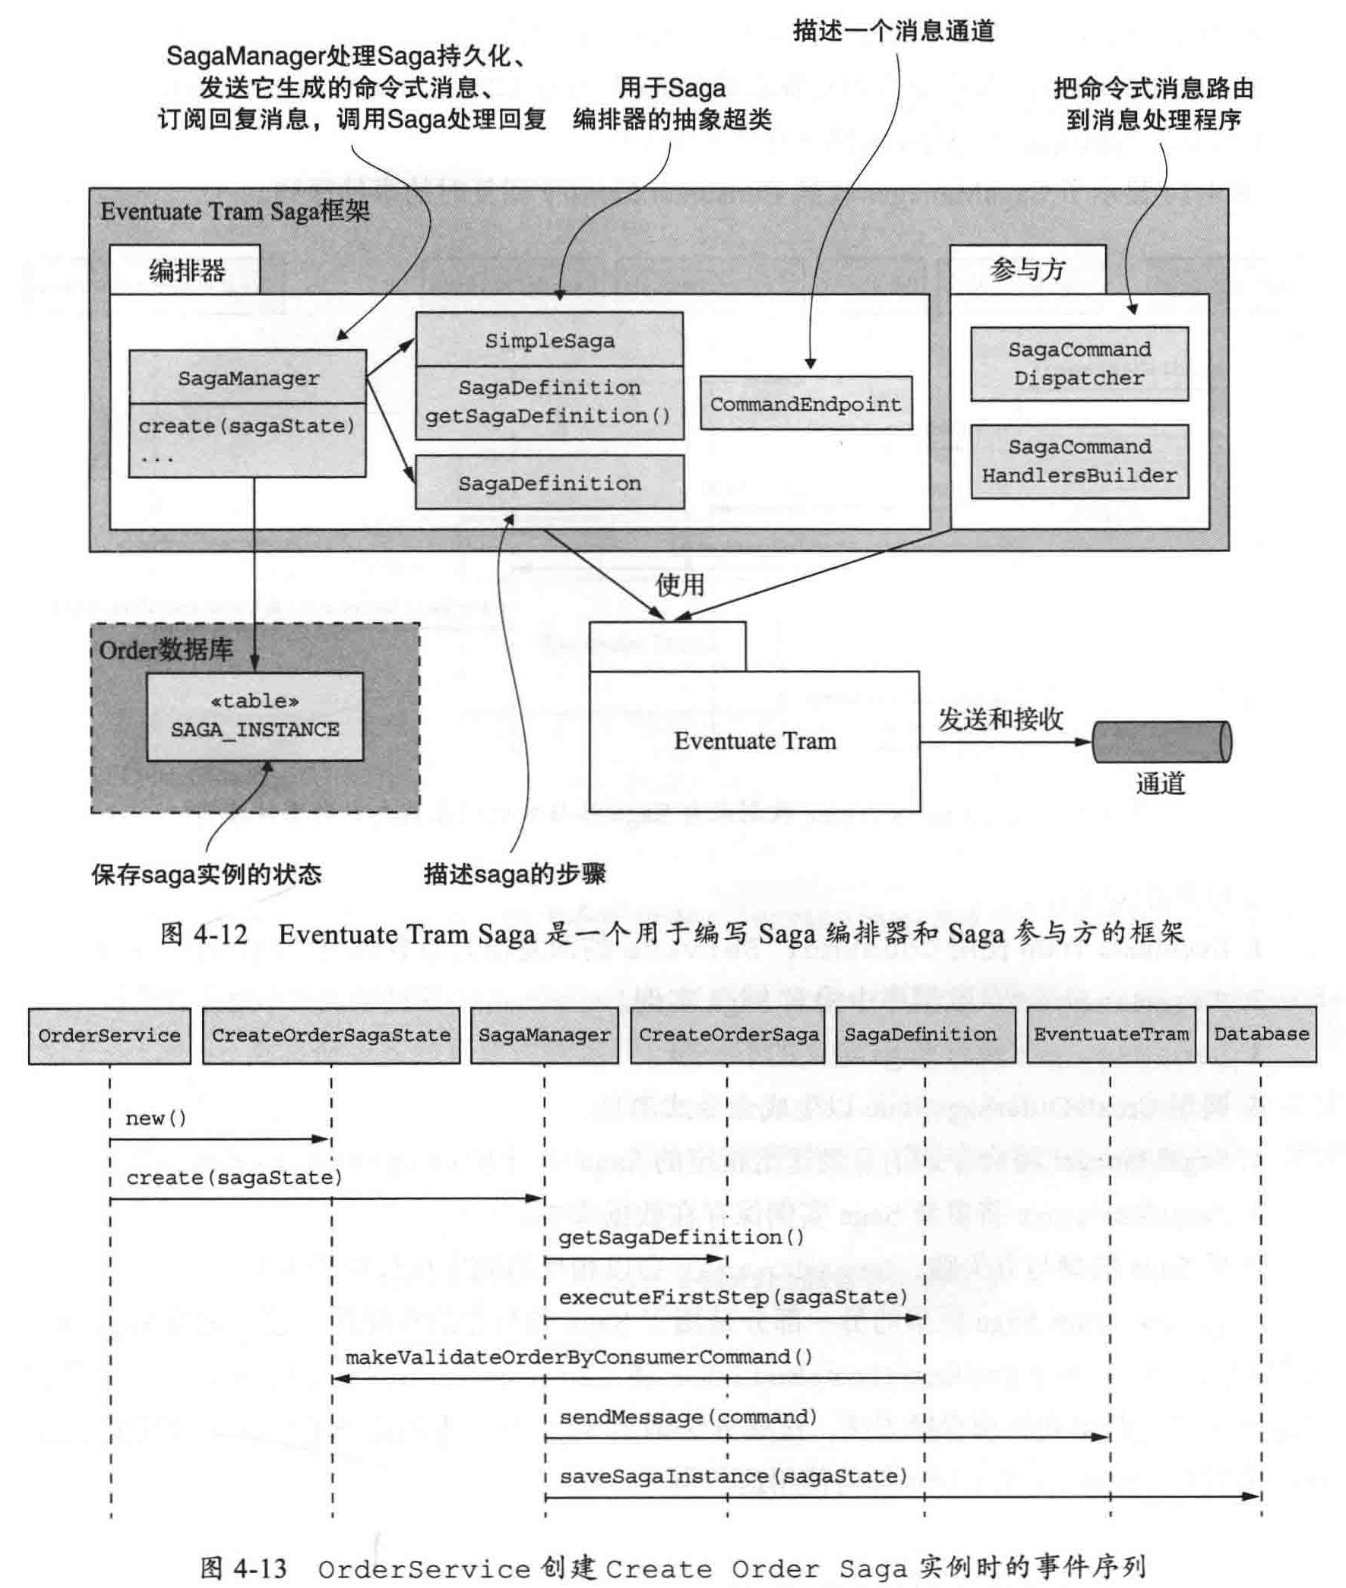 描述一个消息通道
SagaManager处理Saga持久化、
发送它生成的命令式消息、
订阅回复消息，调用Saga处理回复
用于Saga
编排器的抽象超类
把命令式消息路由
到消息处理程序
Eventuate Tram Saga框架
编排器
参与方
SagaManager
create(sagaState)
...
SimpleSaga
SagaDefinition
getSagaDefinition()
SagaDefinition
CommandEndpoint
SagaCommand
Dispatcher
SagaCommand
HandlersBuilder
使用
Order数据库
«table»
SAGA_INSTANCE
Eventuate Tram
发送和接收
通道
保存saga实例的状态
描述saga的步骤
图 4-12 Eventuate Tram Saga 是一个用于编写 Saga 编排器和 Saga 参与方的框架
OrderService
CreateOrderSagaState
SagaManager
CreateOrderSaga
SagaDefinition
EventuateTram
Database
new()
create(sagaState)
getSagaDefinition()
executeFirstStep(sagaState)
makeValidateOrderByConsumerCommand()
sendMessage(command)
saveSagaInstance(sagaState)
图 4-13 OrderService 创建 Create Order Saga 实例时的事件序列